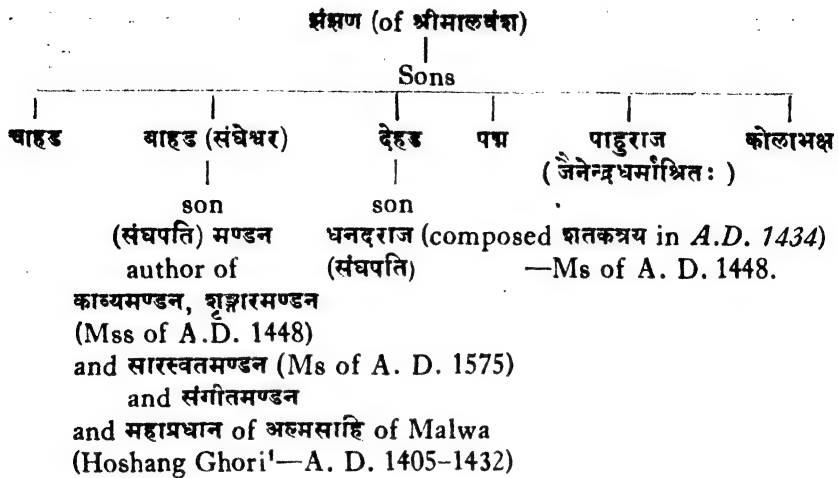 झंझण (of श्रीमालवंश)
Sons
चाहड बाहड (संघेश्वर) देहड पद्म पाहुराज कोलाभक्ष
(जैनेन्द्रधर्माश्रितः)
son son
(संघपति) मण्डन धनदराज (composed शतकत्रय in A.D. 1434)
author of (संघपति) —Ms of A. D. 1448.
काव्यमण्डन, शृङ्गारमण्डन
(Mss of A.D. 1448)
and सारस्वतमण्डन (Ms of A. D. 1575)
and संगीतमण्डन
and महाप्रधान of अल्मसाहि of Malwa
(Hoshang Ghori¹—A. D. 1405-1432)